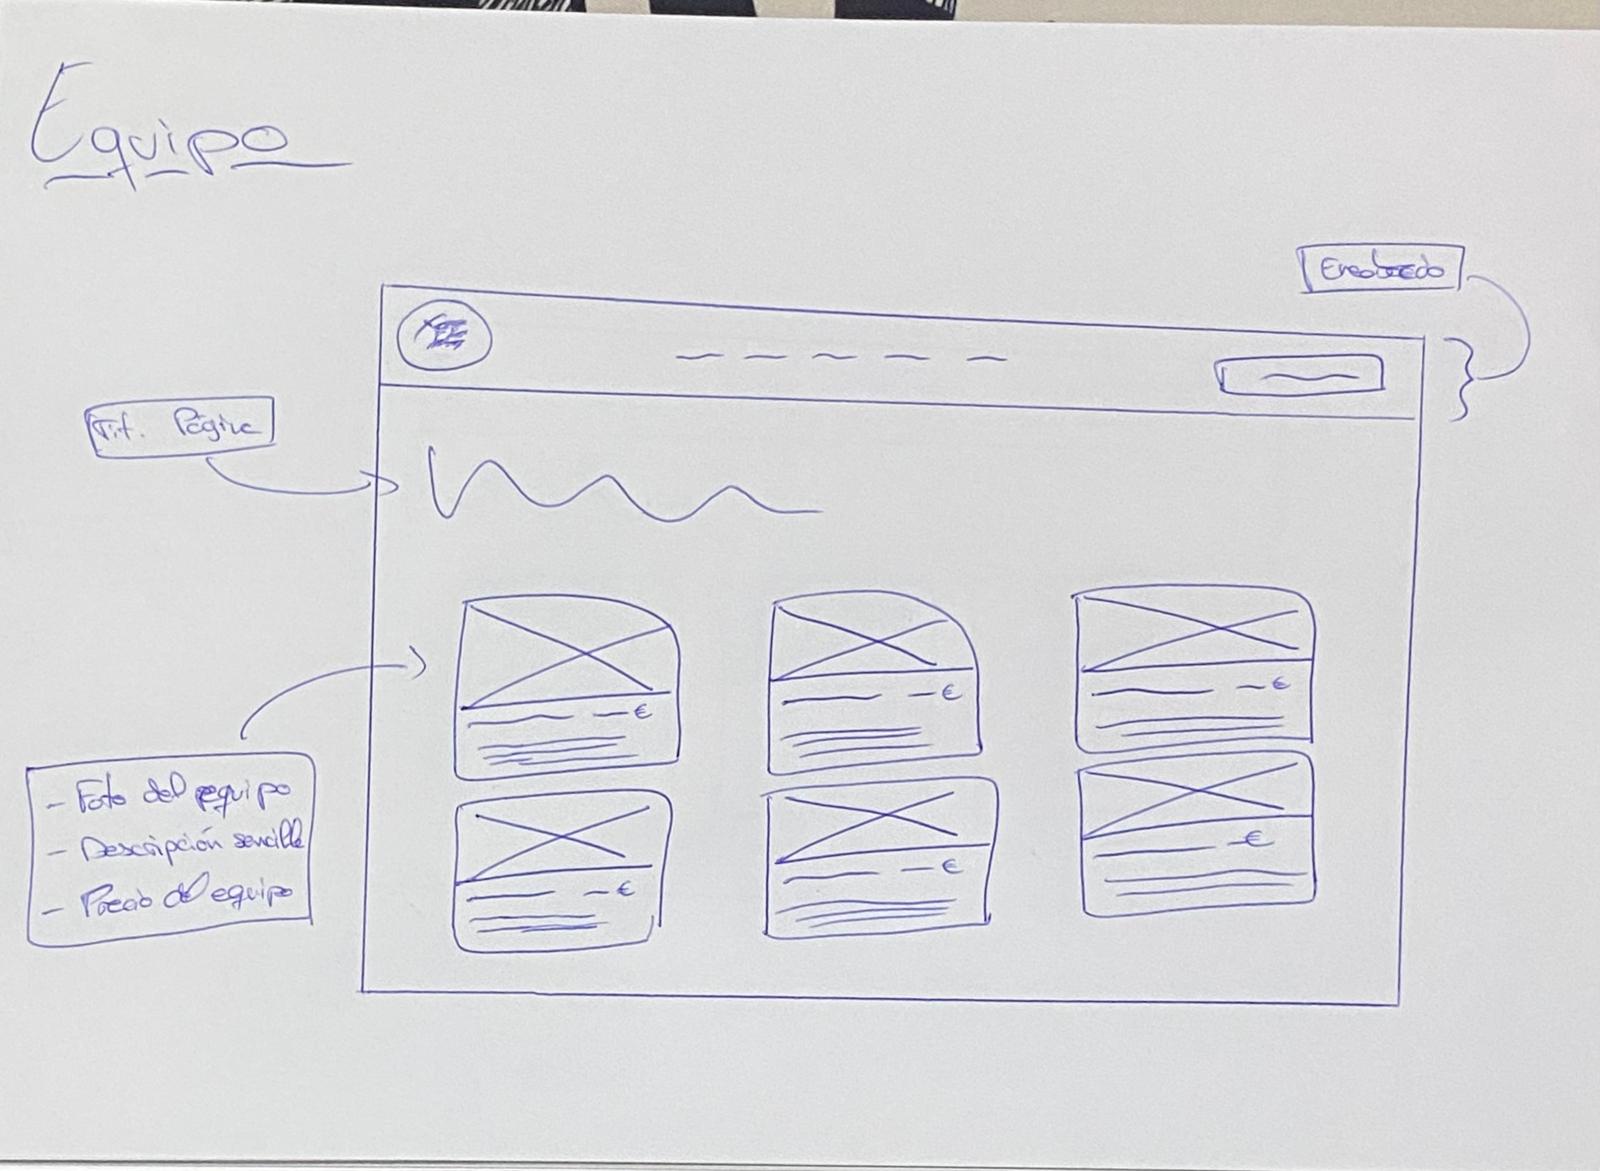 Equipo
Encabezado
Tit. Página
€
€
€
- Foto del equipo
- Descripción sencilla
- Precio del equipo
€
€
€